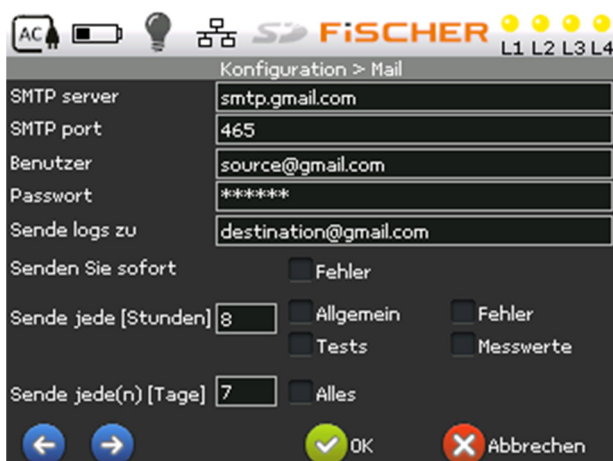 AC SD FiSCHER L1 L2 L3 L4
Konfiguration > Mail
SMTP server smtp.gmail.com
SMTP port 465
Benutzer source@gmail.com
Passwort ******
Sende logs zu destination@gmail.com
Senden Sie sofort Fehler
Sende jede [Stunden] 8 Allgemein Fehler
Tests Messwerte
Sende jede(n) [Tage] 7 Alles
OK Abbrechen